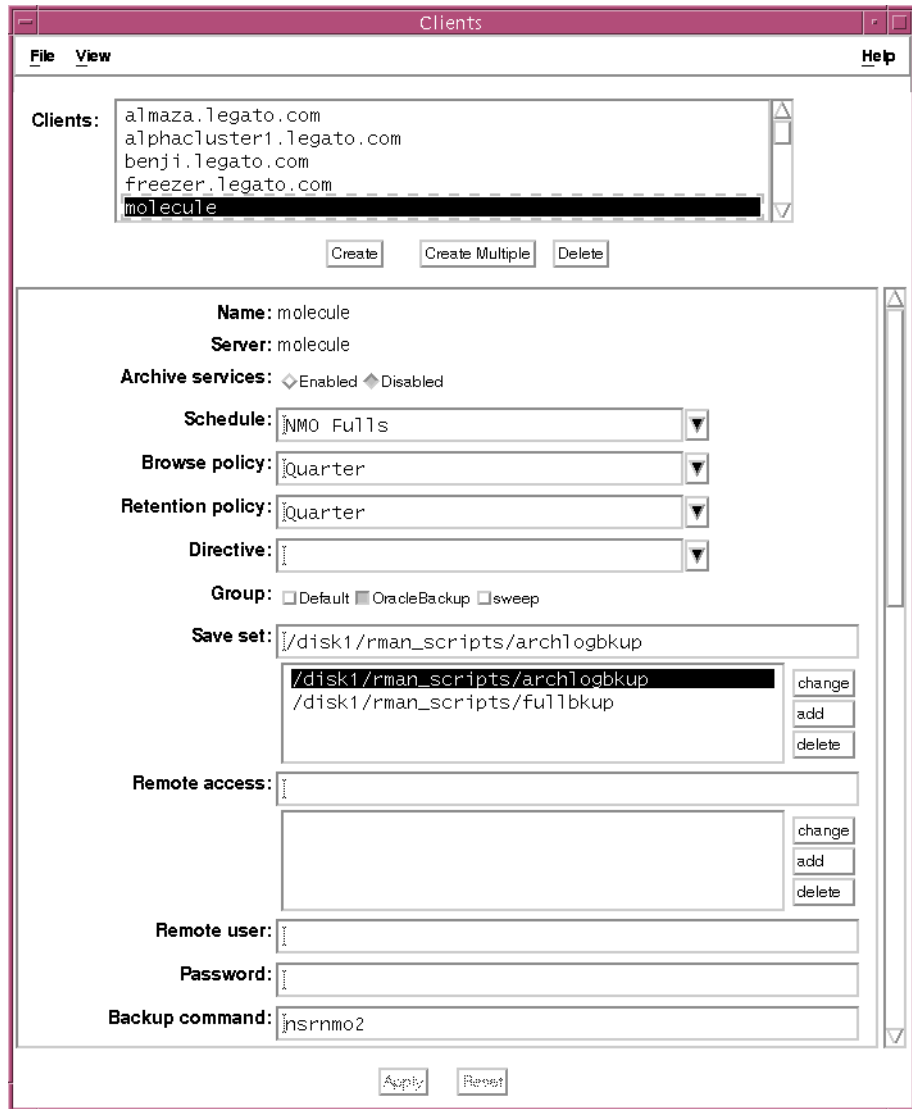 Clients
File View Help
Clients:
almaza.legato.com
alphacluster1.legato.com
benji.legato.com
freezer.legato.com
molecule
Create Create Multiple Delete
Name: molecule
Server: molecule
Archive services: Enabled Disabled
Schedule: NMO Fulls
Browse policy: Quarter
Retention policy: Quarter
Directive:
Group: Default OracleBackup sweep
Save set: /disk1/rman_scripts/archlogbkup
/disk1/rman_scripts/archlogbkup change
/disk1/rman_scripts/fullbkup add
delete
Remote access:
change
add
delete
Remote user:
Password:
Backup command: nsrnmo2
Apply Reset